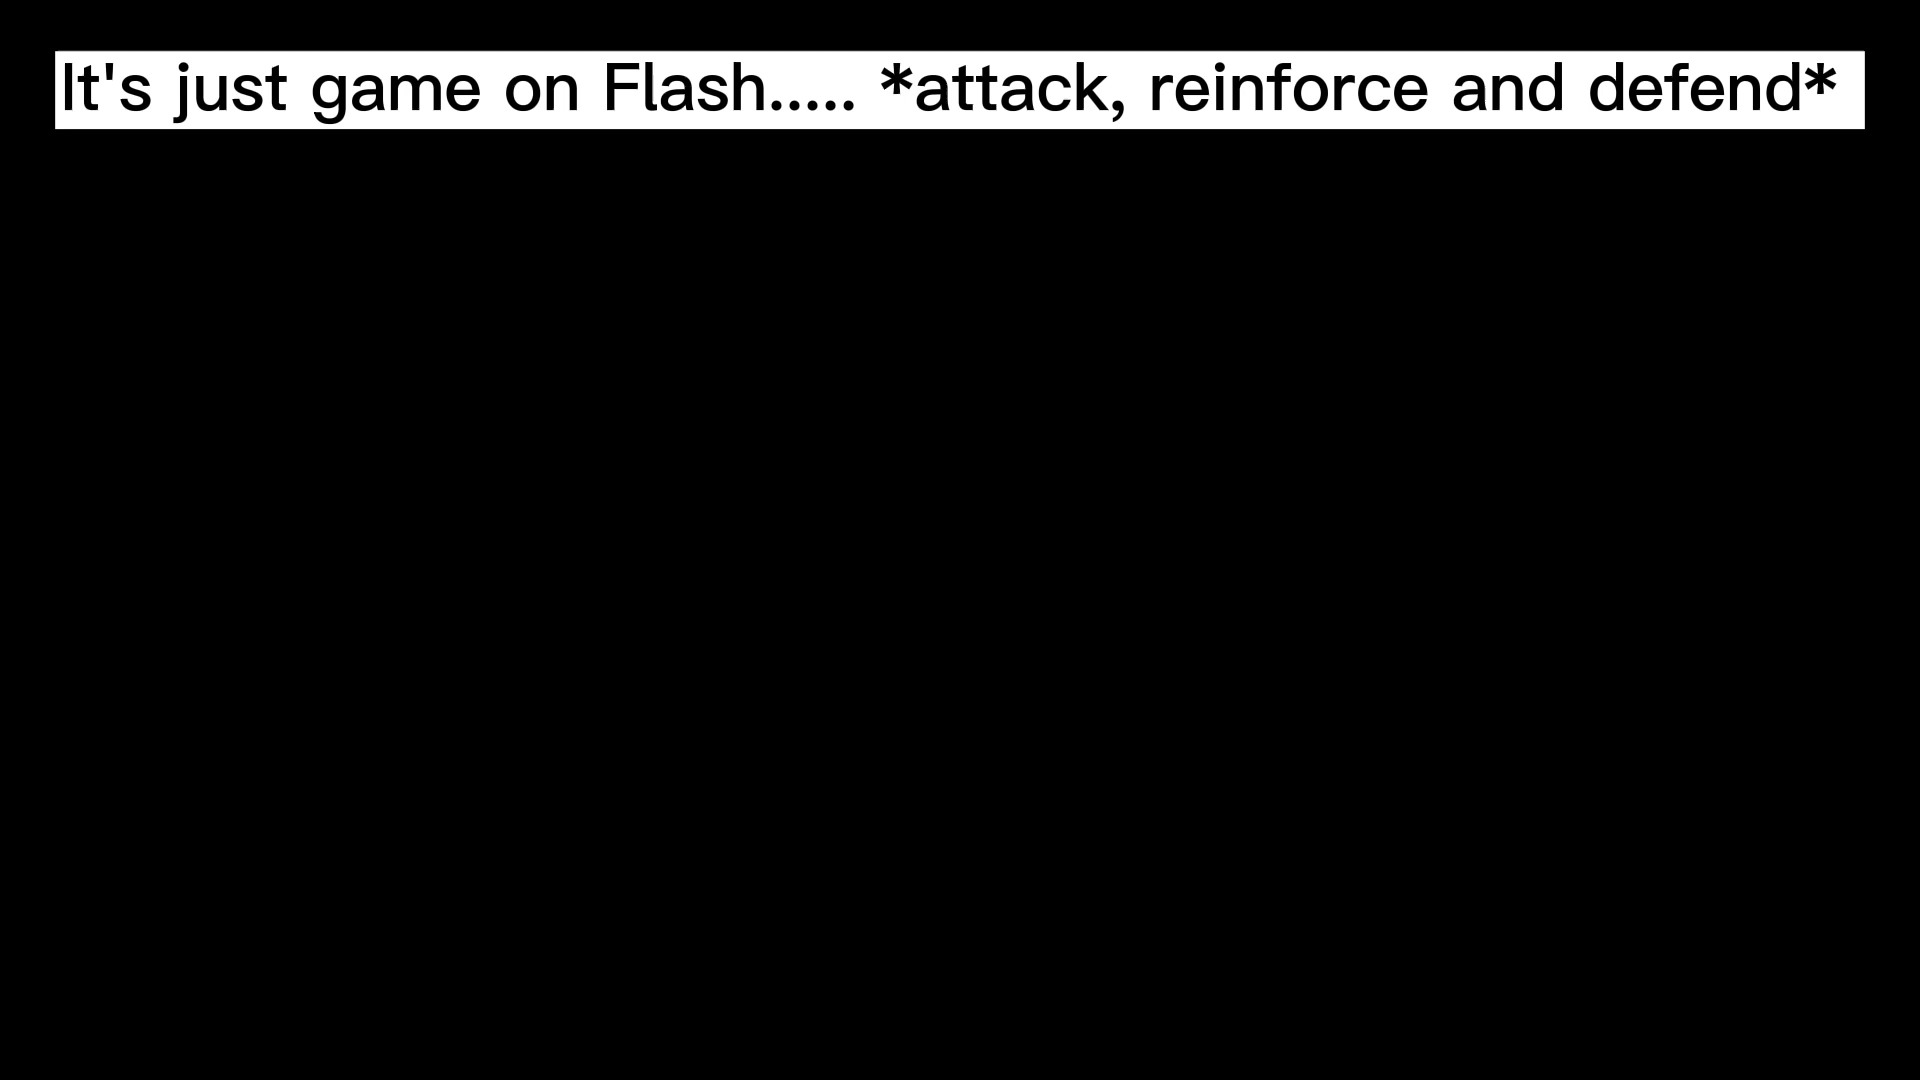 It's just game on Flash..... *attack, reinforce and defend*